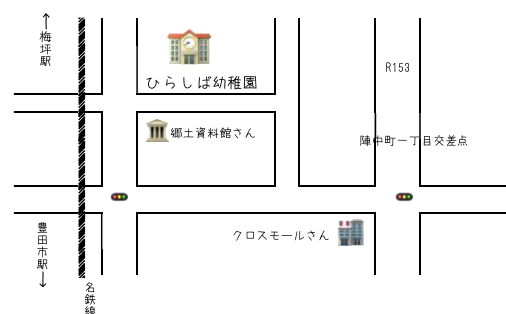 ↑
梅坪駅
R153
ひらしば幼稚園
郷土資料館さん
陣中町一丁目交差点
クロスモールさん
豊田市駅
↓
名鉄線